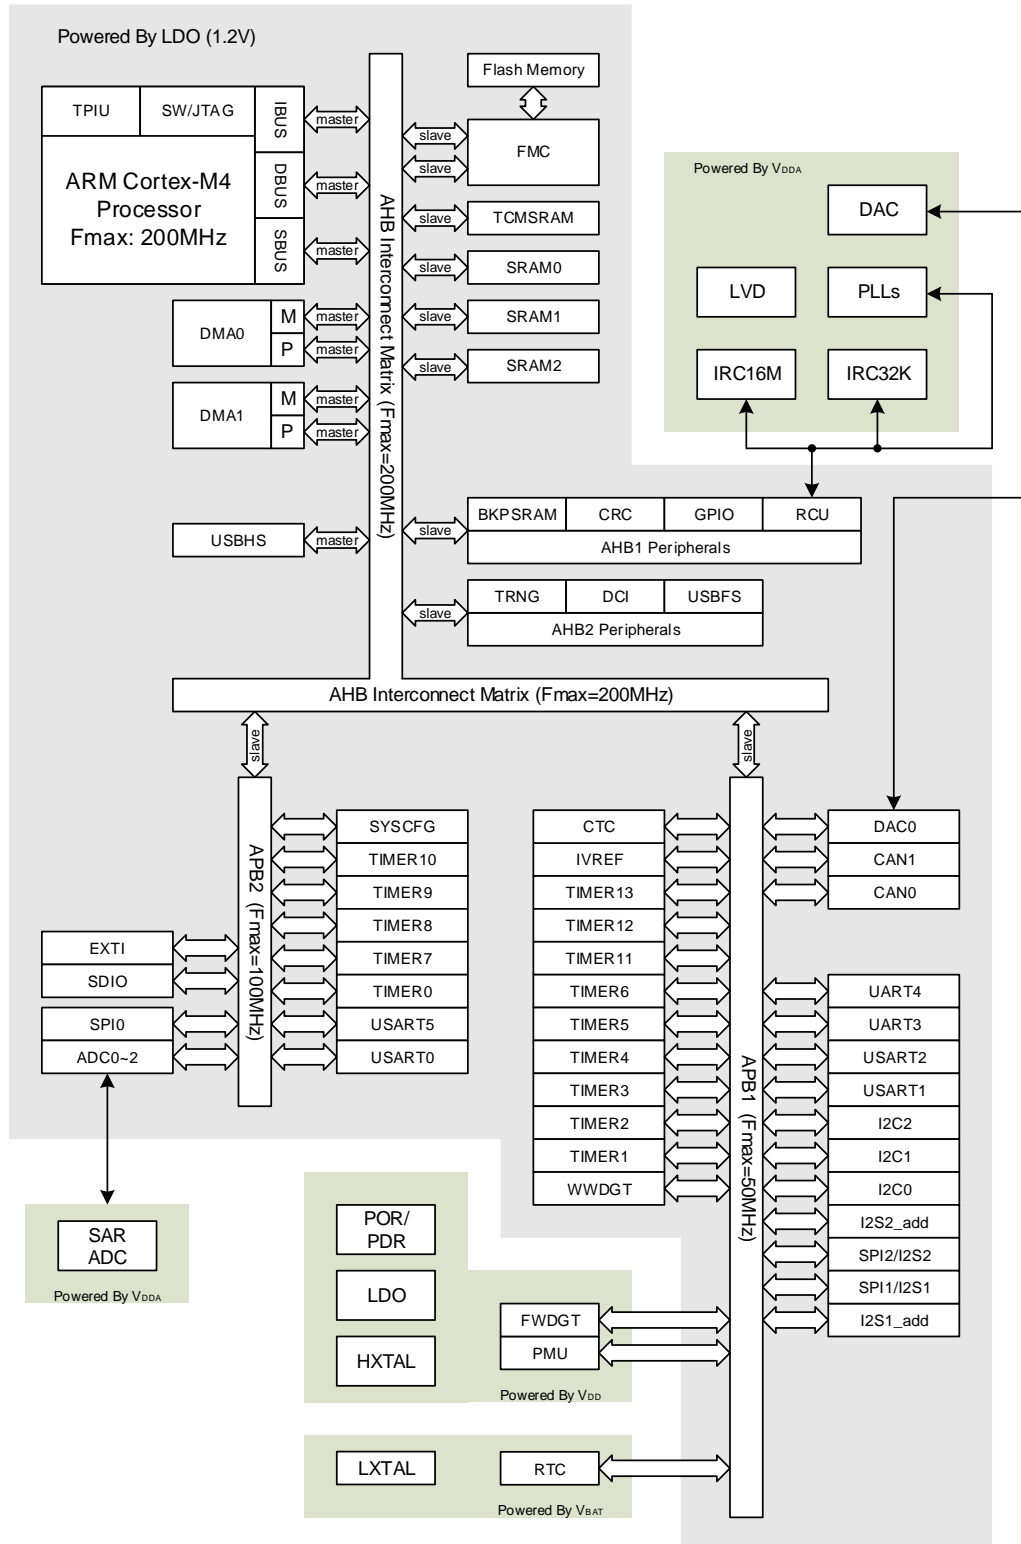 Powered By LDO (1.2V)
TPIU
SW/JTAG
IBUS
DBUS
SBUS
ARM Cortex-M4
Processor
Fmax: 200MHz
master
master
master
DMA0
M
P
master
master
DMA1
M
P
master
master
USBHS
master
AHB Interconnect Matrix (Fmax=200MHz)
Flash Memory
slave
slave
FMC
slave
TCMSRAM
slave
SRAM0
slave
SRAM1
slave
SRAM2
Powered By VDDA
DAC
LVD
PLLs
IRC16M
IRC32K
slave
BKPSRAM
CRC
GPIO
RCU
AHB1 Peripherals
slave
TRNG
DCI
USBFS
AHB2 Peripherals
AHB Interconnect Matrix (Fmax=200MHz)
slave
slave
APB2 (Fmax=100MHz)
EXTI
SDIO
SPI0
ADC0~2
SYSCFG
TIMER10
TIMER9
TIMER8
TIMER7
TIMER0
USART5
USART0
SAR
ADC
Powered By VDDA
CTC
IVREF
TIMER13
TIMER12
TIMER11
TIMER6
TIMER5
TIMER4
TIMER3
TIMER2
TIMER1
WWDGT
APB1 (Fmax=50MHz)
DAC0
CAN1
CAN0
UART4
UART3
USART2
USART1
I2C2
I2C1
I2C0
I2S2_add
SPI2/I2S2
SPI1/I2S1
I2S1_add
POR/
PDR
LDO
HXTAL
FWDGT
PMU
Powered By VDD
LXTAL
RTC
Powered By VBAT